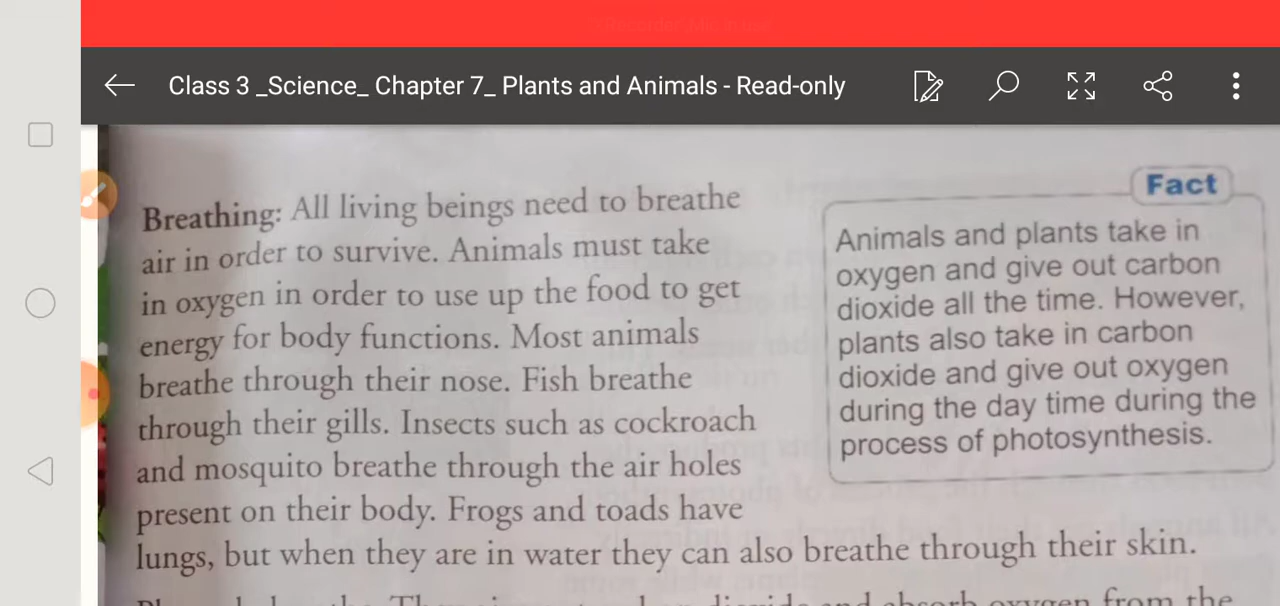 Class 3 _Science_ Chapter 7_ Plants and Animals - Read-only
Breathing: All living beings need to breathe
air in order to survive. Animals must take
in oxygen in order to use up the food to get
energy for body functions. Most animals
breathe through their nose. Fish breathe
through their gills. Insects such as cockroach
and mosquito breathe through the air holes
present on their body. Frogs and toads have
lungs, but when they are in water they can also breathe through their skin.
Fact
Animals and plants take in
oxygen and give out carbon
dioxide all the time. However,
plants also take in carbon
dioxide and give out oxygen
during the day time during the
process of photosynthesis.
and absorb oxygen from the